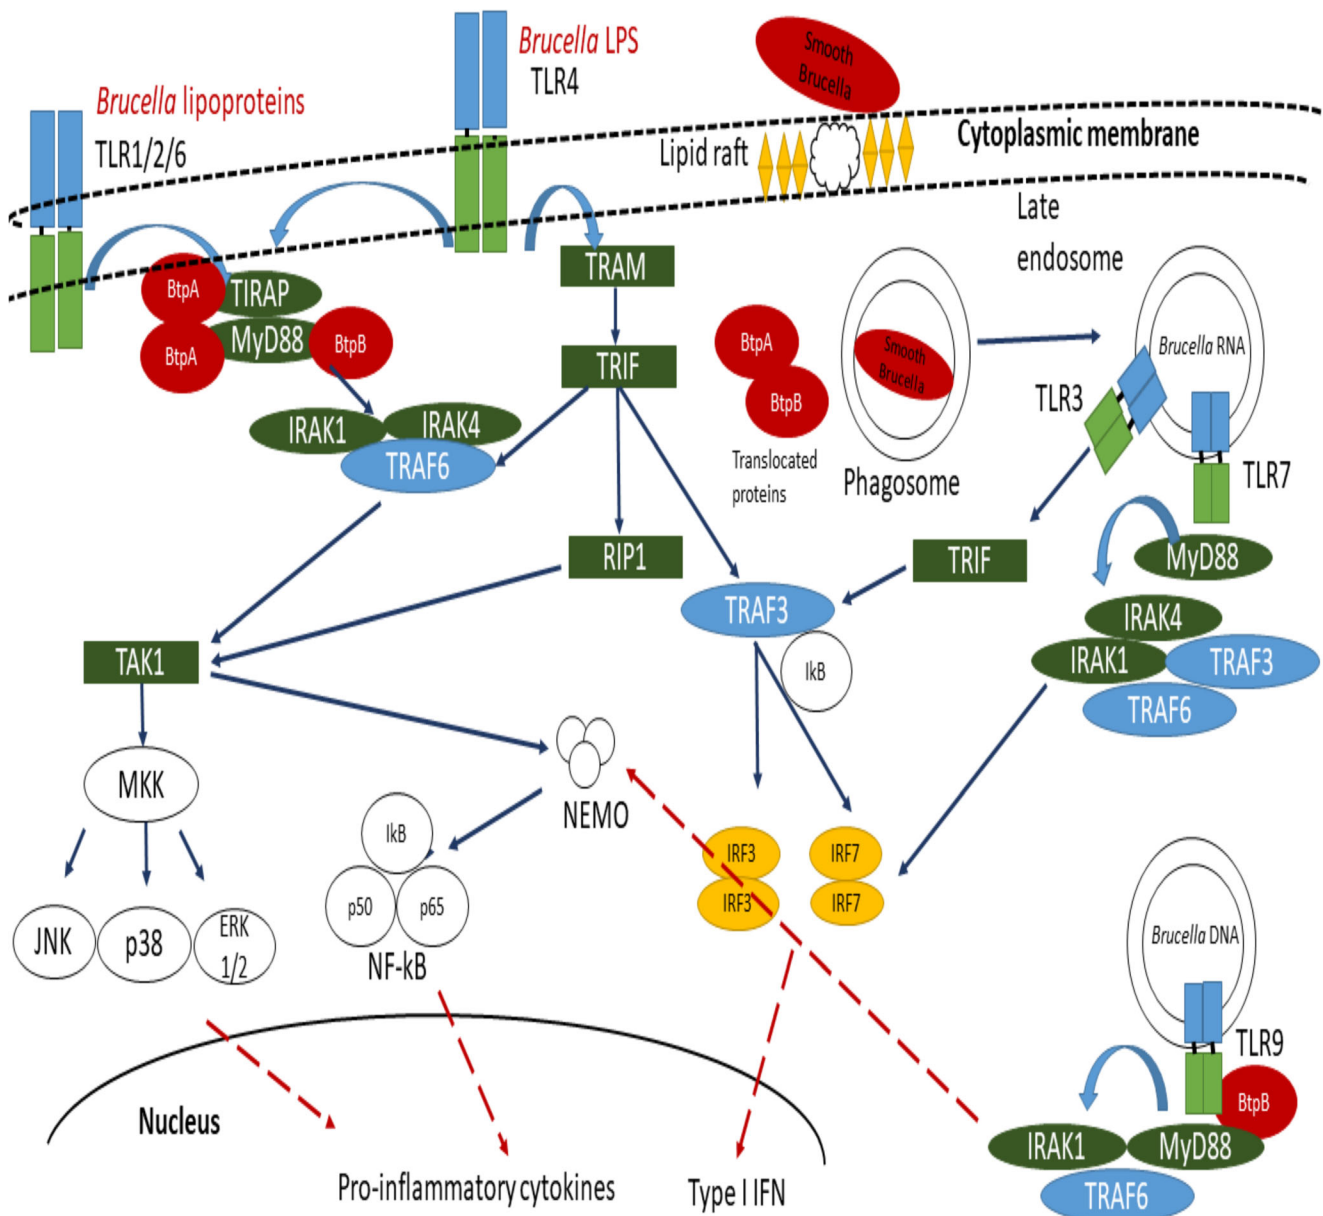 Brucella LPS
TLR4
Smooth
Brucella
Brucella lipoproteins
TLR1/2/6
Lipid raft
Cytoplasmic membrane
Late
endosome
TRAM
BtpA
TIRAP
MyD88
BtpB
BtpA
TRIF
BtpA
BtpB
Translocated
proteins
Smooth
Brucella
Phagosome
Brucella RNA
TLR3
TLR7
IRAK1
IRAK4
TRAF6
RIP1
TRIF
MyD88
TRAF3
IkB
IRAK4
IRAK1
TRAF3
TRAF6
TAK1
MKK
NEMO
IkB
p50
p65
NF-kB
IRF3
IRF3
IRF7
IRF7
JNK
p38
ERK
1/2
Brucella DNA
TLR9
BtpB
IRAK1
MyD88
TRAF6
Nucleus
Pro-inflammatory cytokines
Type I IFN